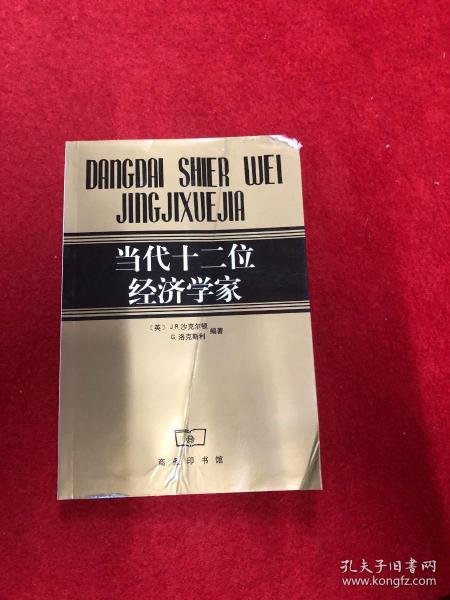 DANGDAI SHIER WEI
JINGJIXUEJIA
当代十二位
经济学家
〔英〕 J.R.沙克尔顿
G.洛克斯利 编著
商务印书馆
孔夫子旧书网
www.kongfz.com